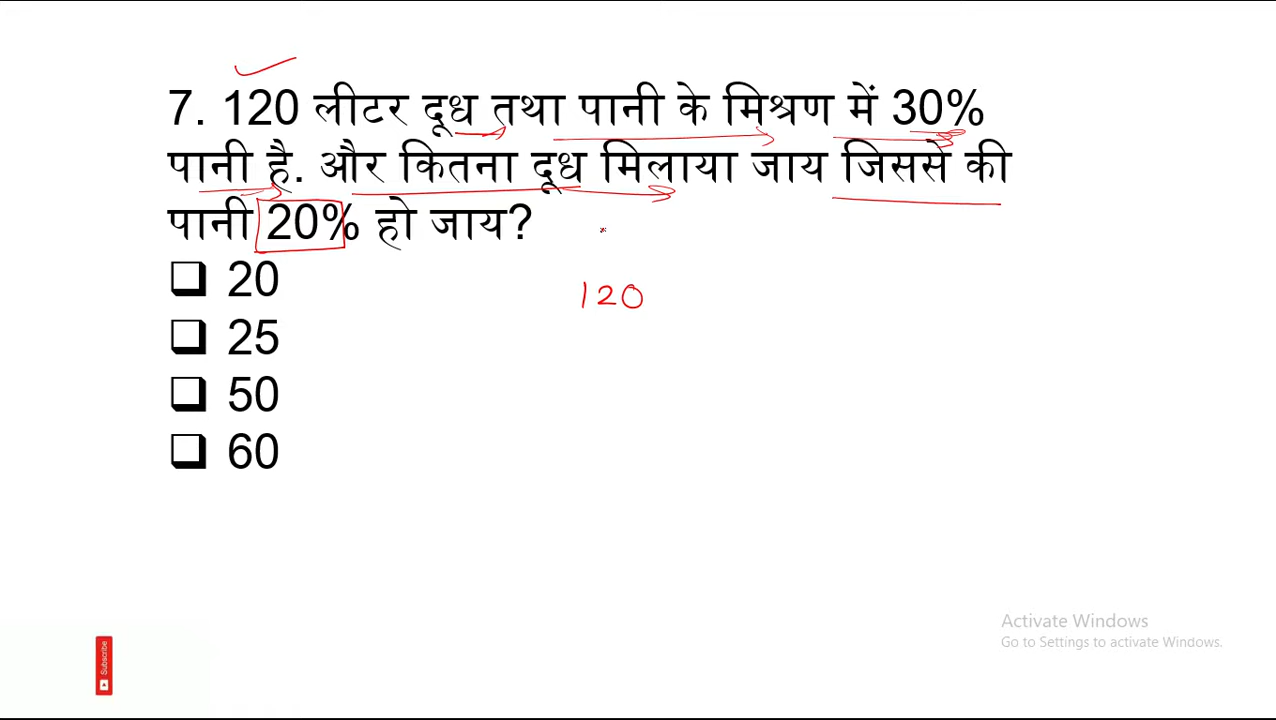 7. 120 लीटर दूध तथा पानी के मिश्रण में 30%
पानी है. और कितना दूध मिलाया जाय जिससे की
पानी 20% हो जाय?
120
❑ 20
❑ 25
❑ 50
❑ 60
Activate Windows
Go to Settings to activate Windows.
Subscribe